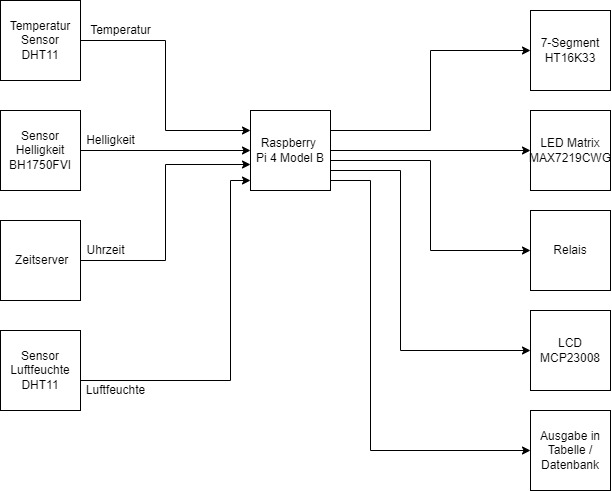 Temperatur
Sensor
DHT11
Temperatur
Sensor
Helligkeit
BH1750FVI
Helligkeit
Zeitserver
Uhrzeit
Sensor
Luftfeuchte
DHT11
Luftfeuchte
Raspberry
Pi 4 Model B
7-Segment
HT16K33
LED Matrix
MAX7219CWG
Relais
LCD
MCP23008
Ausgabe in
Tabelle /
Datenbank